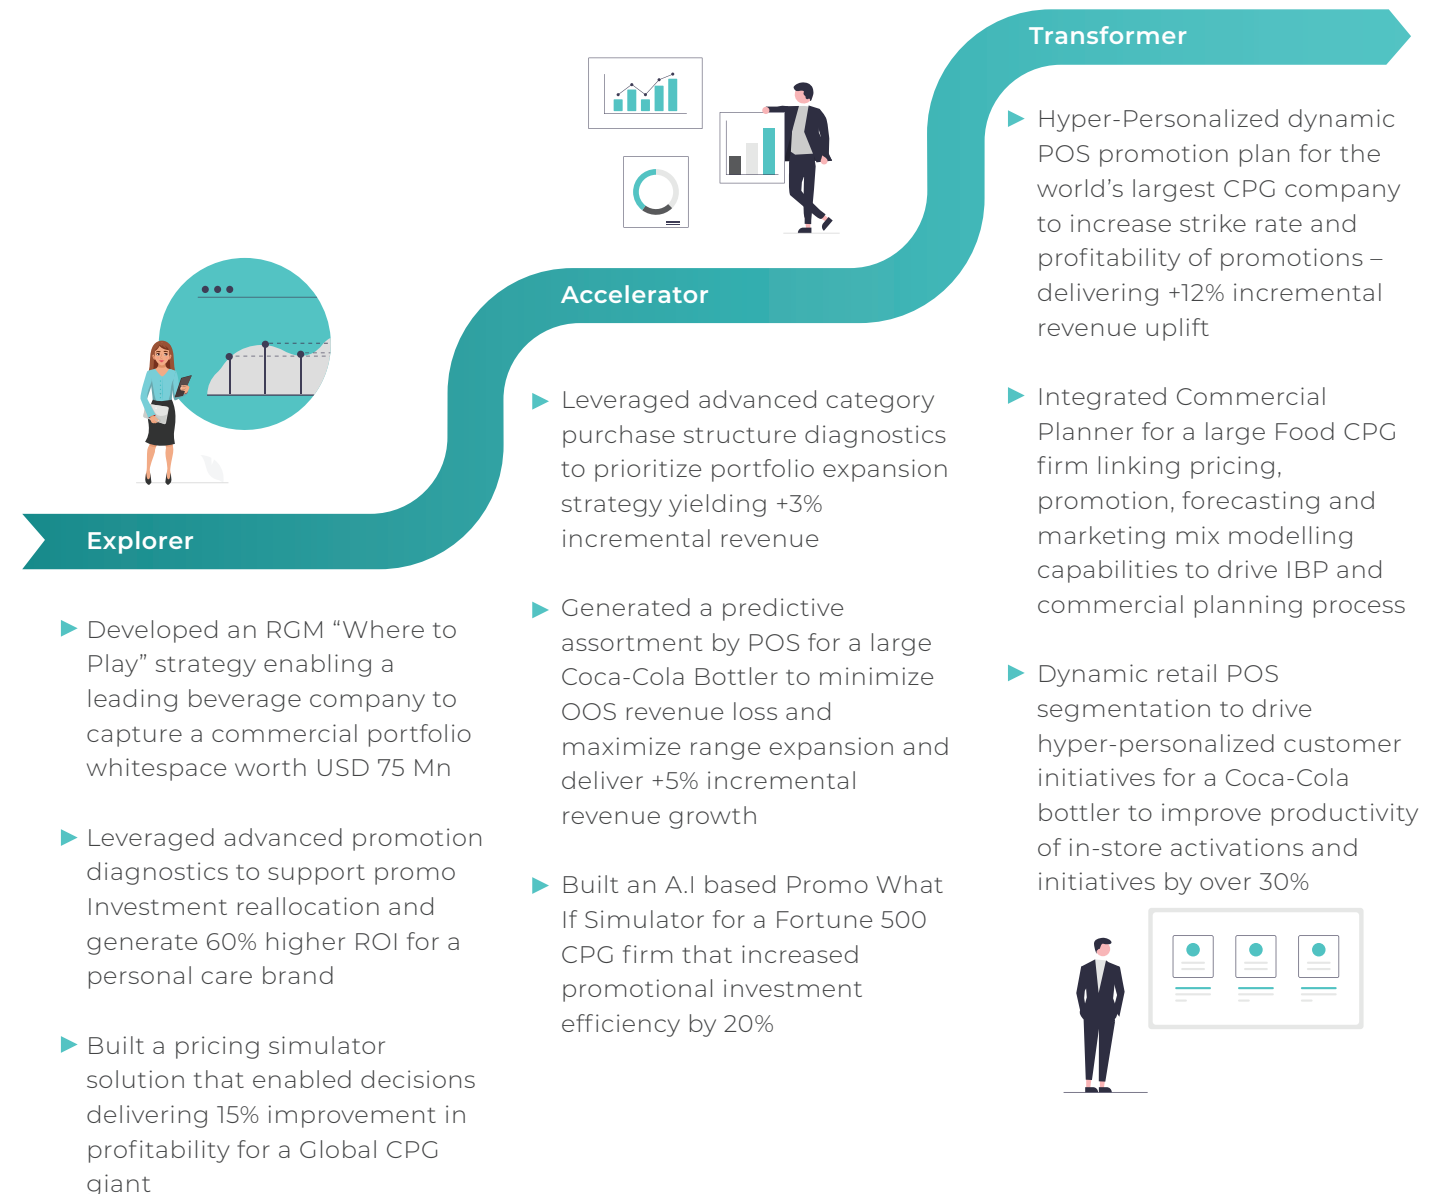 Explorer
Developed an RGM “Where to
Play” strategy enabling a
leading beverage company to
capture a commercial portfolio
whitespace worth USD 75 Mn
Leveraged advanced promotion
diagnostics to support promo
Investment reallocation and
generate 60% higher ROI for a
personal care brand
Built a pricing simulator
solution that enabled decisions
delivering 15% improvement in
profitability for a Global CPG
giant
Accelerator
Leveraged advanced category
purchase structure diagnostics
to prioritize portfolio expansion
strategy yielding +3%
incremental revenue
Generated a predictive
assortment by POS for a large
Coca-Cola Bottler to minimize
OOS revenue loss and
maximize range expansion and
deliver +5% incremental
revenue growth
Built an A.I based Promo What
If Simulator for a Fortune 500
CPG firm that increased
promotional investment
efficiency by 20%
Transformer
Hyper-Personalized dynamic
POS promotion plan for the
world’s largest CPG company
to increase strike rate and
profitability of promotions –
delivering +12% incremental
revenue uplift
Integrated Commercial
Planner for a large Food CPG
firm linking pricing,
promotion, forecasting and
marketing mix modelling
capabilities to drive IBP and
commercial planning process
Dynamic retail POS
segmentation to drive
hyper-personalized customer
initiatives for a Coca-Cola
bottler to improve productivity
of in-store activations and
initiatives by over 30%